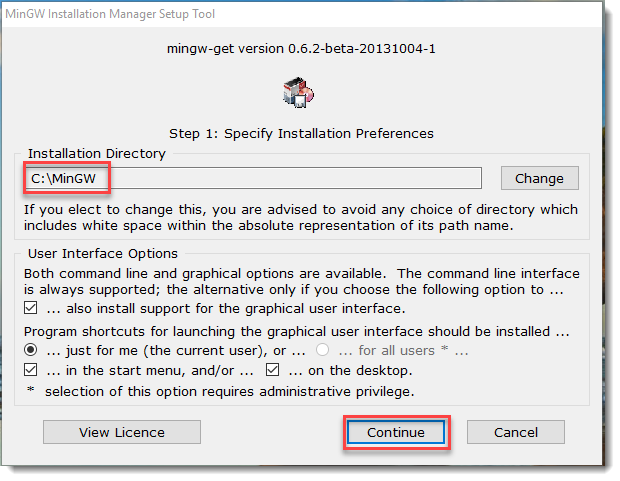 MinGW Installation Manager Setup Tool
mingw-get version 0.6.2-beta-20131004-1
Step 1: Specify Installation Preferences
Installation Directory
C:\MinGW
Change
If you elect to change this, you are advised to avoid any choice of directory which
includes white space within the absolute representation of its path name.
User Interface Options
Both command line and graphical options are available.  The command line interface
is always supported; the alternative only if you choose the following option to ...
... also install support for the graphical user interface.
Program shortcuts for launching the graphical user interface should be installed ...
... just for me (the current user), or ... ... for all users * ...
... in the start menu, and/or ... ... on the desktop.
* selection of this option requires administrative privilege.
View Licence Continue Cancel